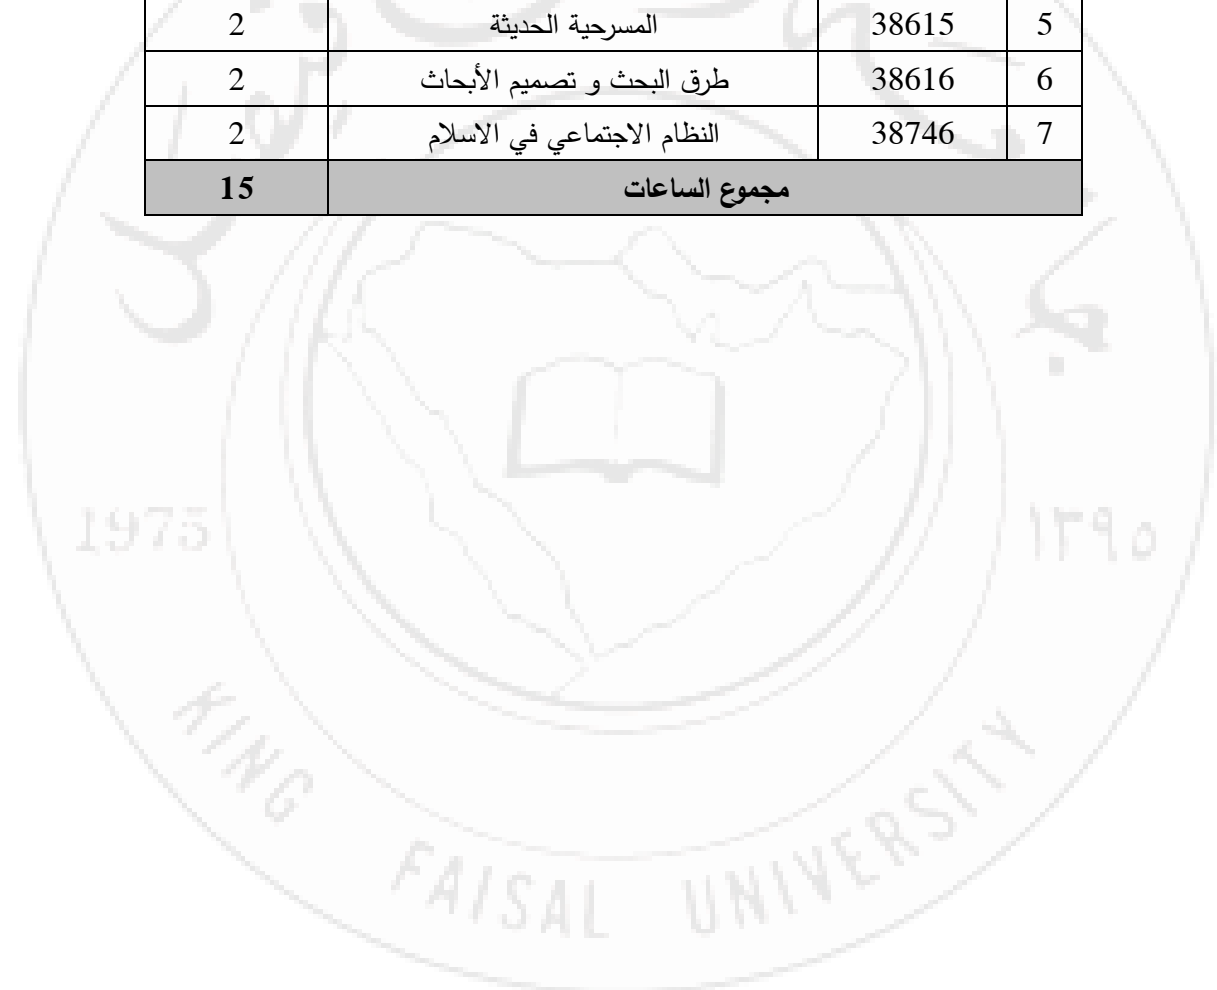 5 38615 المسرحية الحديثة 2
6 38616 طرق البحث و تصميم الأبحاث 2
7 38746 النظام الاجتماعي في الاسلام 2
مجموع الساعات 15
1975 ١٣٩٥
KING FAISAL UNIVERSITY